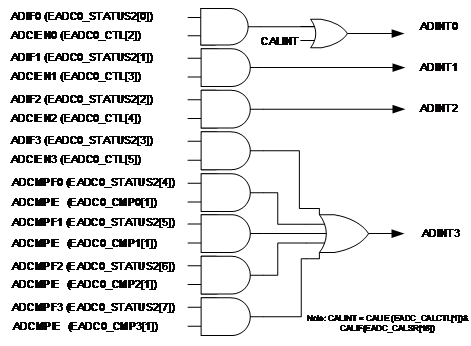 ADIF0 (EADC0_STATUS2[0])
ADCIEN0 (EADC0_CTL[2])
CALINT
ADINT0
ADIF1 (EADC0_STATUS2[1])
ADCIEN1 (EADC0_CTL[3])
ADINT1
ADIF2 (EADC0_STATUS2[2])
ADCIEN2 (EADC0_CTL[4])
ADINT2
ADIF3 (EADC0_STATUS2[3])
ADCIEN3 (EADC0_CTL[5])
ADCMPF0 (EADC0_STATUS2[4])
ADCMPIE (EADC0_CMP0[1])
ADCMPF1 (EADC0_STATUS2[5])
ADCMPIE (EADC0_CMP1[1])
ADINT3
ADCMPF2 (EADC0_STATUS2[6])
ADCMPIE (EADC0_CMP2[1])
ADCMPF3 (EADC0_STATUS2[7])
ADCMPIE (EADC0_CMP3[1])
Note: CALINT = CALIE (EADC_CALCTL[1])&
CALIF(EADC_CALSR[16])